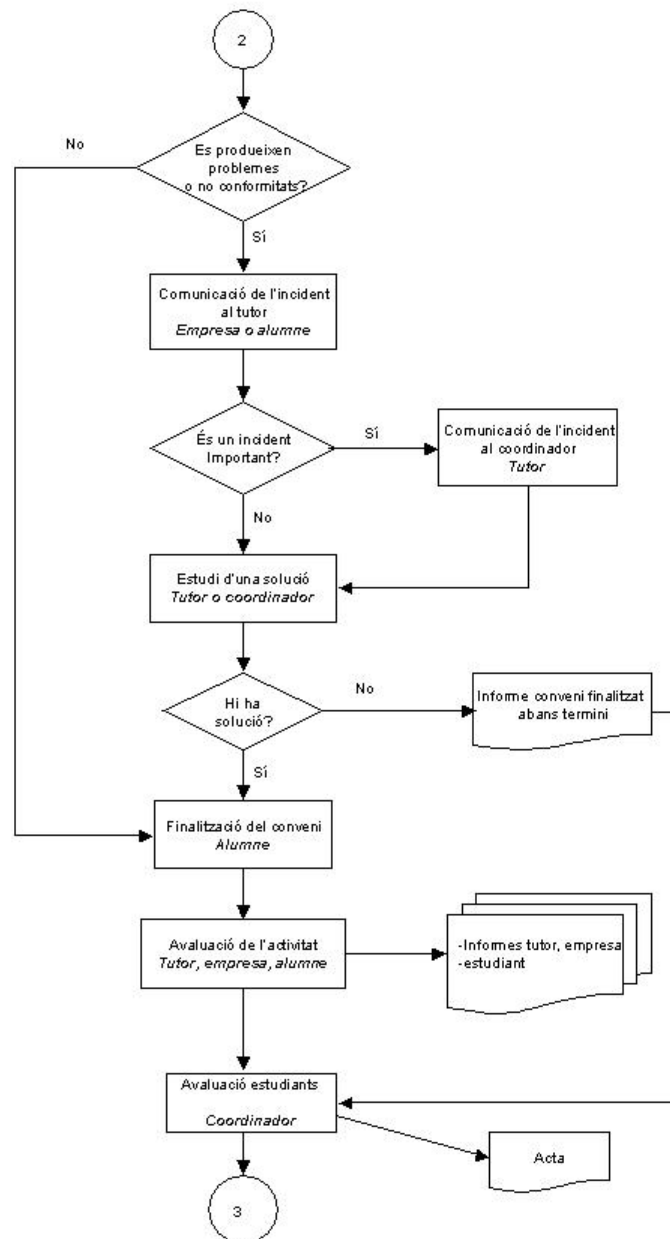 2
No
Es produeixen
problemes
o no conformitats?
Sí
Comunicació de l'incident
al tutor
Empresa o alumne
És un incident
Important?
Sí
Comunicació de l'incident
al coordinador
Tutor
No
Estudi d'una solució
Tutor o coordinador
Hi ha
solució?
No
Informe conveni finalitzat
abans termini
Sí
Finalització del conveni
Alumne
Avaluació de l'activitat
Tutor, empresa, alumne
-Informes tutor, empresa
-estudiant
Avaluació estudiants
Coordinador
Acta
3